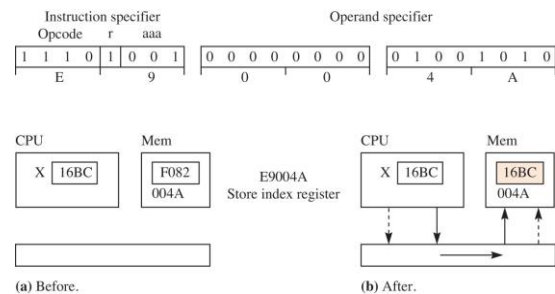 Instruction specifier Operand specifier
Opcode r aaa
1 1 1 0 1 0 0 1 0 0 0 0 0 0 0 0 0 1 0 0 1 0 1 0
E 9 0 0 4 A
CPU Mem CPU Mem
X 16BC F082 E9004A X 16BC 16BC
004A Store index register 004A
(a) Before. (b) After.